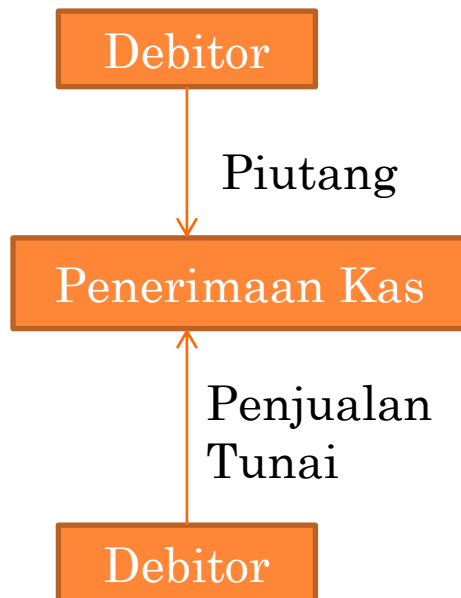 Debitor
Piutang
Penerimaan Kas
Penjualan
Tunai
Debitor